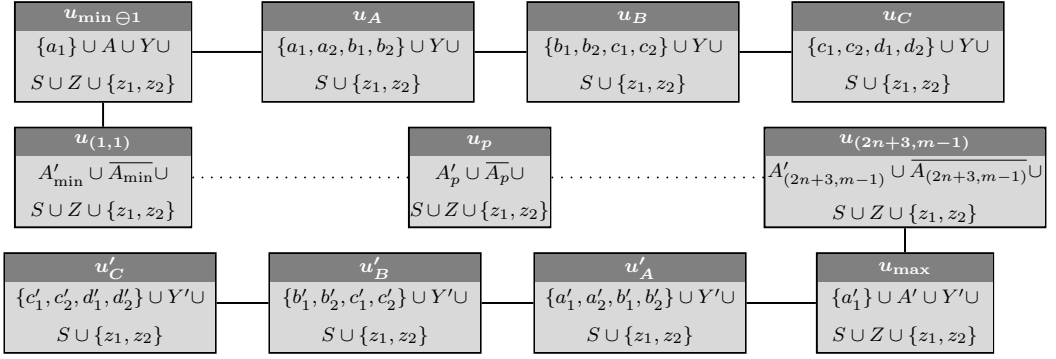 u_{min ⊖1} u_A u_B u_C
{a_1} ∪ A ∪ Y∪ {a_1, a_2, b_1, b_2} ∪ Y∪ {b_1, b_2, c_1, c_2} ∪ Y∪ {c_1, c_2, d_1, d_2} ∪ Y∪
S ∪ Z ∪ {z_1, z_2} S ∪ {z_1, z_2} S ∪ {z_1, z_2} S ∪ {z_1, z_2}
u_{(1,1)} u_p u_{(2n+3,m−1)}
A′_{min} ∪ \overline{A_{min}}∪ A′_p ∪ \overline{A_p}∪ A′_{(2n+3,m−1)} ∪ \overline{A_{(2n+3,m−1)}}∪
S ∪ Z ∪ {z_1, z_2} S ∪ Z ∪ {z_1, z_2} S ∪ Z ∪ {z_1, z_2}
u′_C u′_B u′_A u_{max}
{c′_1, c′_2, d′_1, d′_2} ∪ Y′∪ {b′_1, b′_2, c′_1, c′_2} ∪ Y′∪ {a′_1, a′_2, b′_1, b′_2} ∪ Y′∪ {a′_1} ∪ A′ ∪ Y′∪
S ∪ {z_1, z_2} S ∪ {z_1, z_2} S ∪ {z_1, z_2} S ∪ Z ∪ {z_1, z_2}